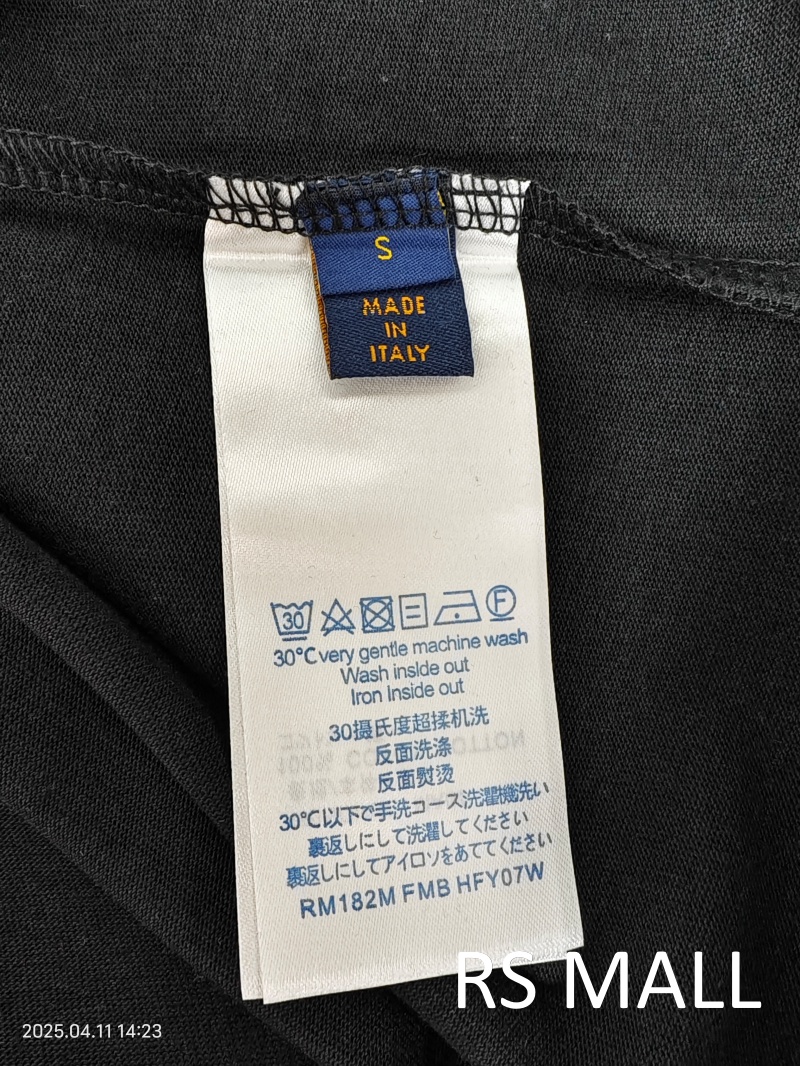 S
MADE
IN
ITALY
30
F
30℃very gentle machine wash
Wash inside out
Iron Inside out
30摄氏度超揉机洗
反面洗涤
反面熨烫
30℃以下で手洗コース洗濯機洗い
裏返しにして洗濯してください
裏返しにしてアイロソをあててください
RM182M FMB HFY07W
RS MALL
2025.04.11 14:23